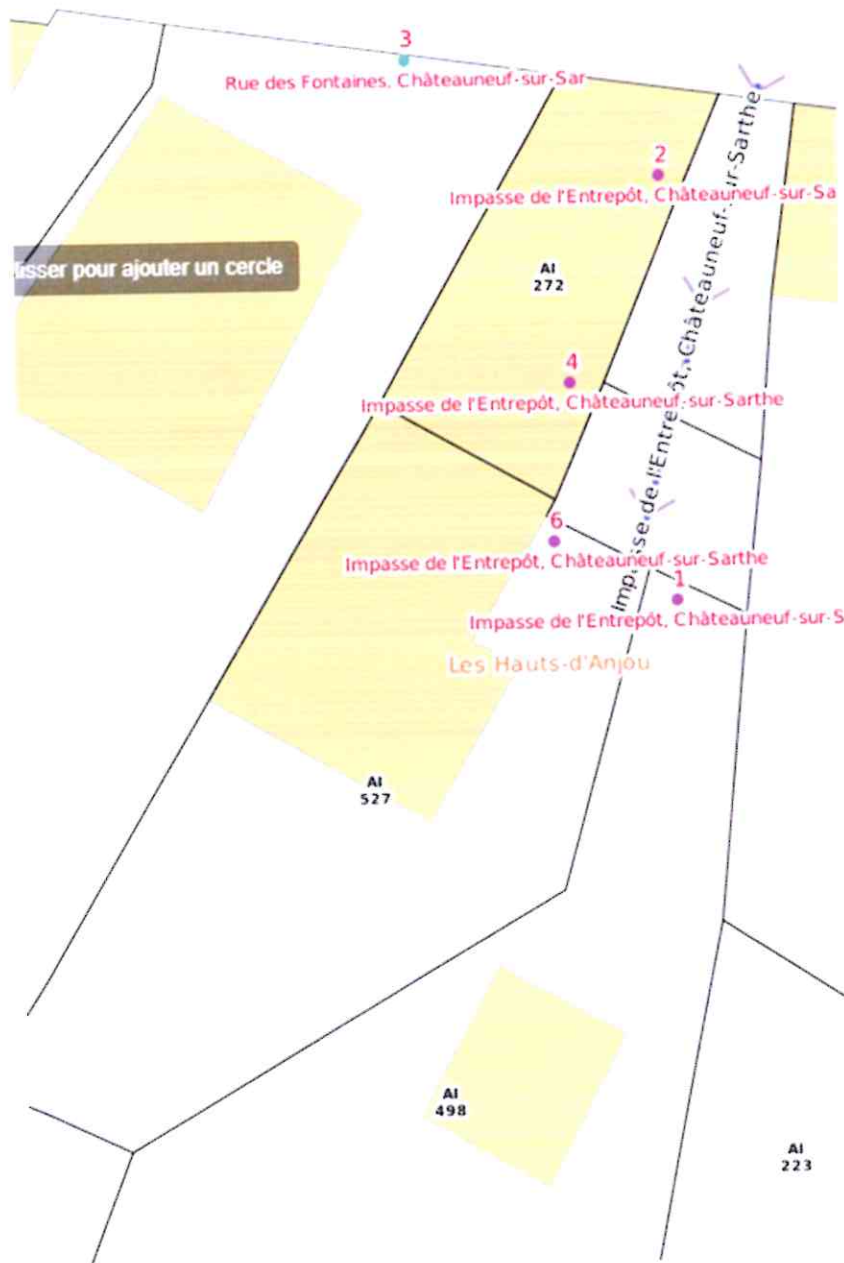 3
Rue des Fontaines, Châteauneuf-sur-Sar
2
Impasse de l'Entrepôt, Châteauneuf-sur-Sa
lisser pour ajouter un cercle
AI
272
Impasse de l'Entrepôt, Châteauneuf-sur-Sarthe
4
Impasse de l'Entrepôt, Châteauneuf-sur-Sarthe
6
Impasse de l'Entrepôt, Châteauneuf-sur-Sarthe
1
Impasse de l'Entrepôt, Châteauneuf-sur-S
Les Hauts-d'Anjou
AI
527
AI
498
AI
223